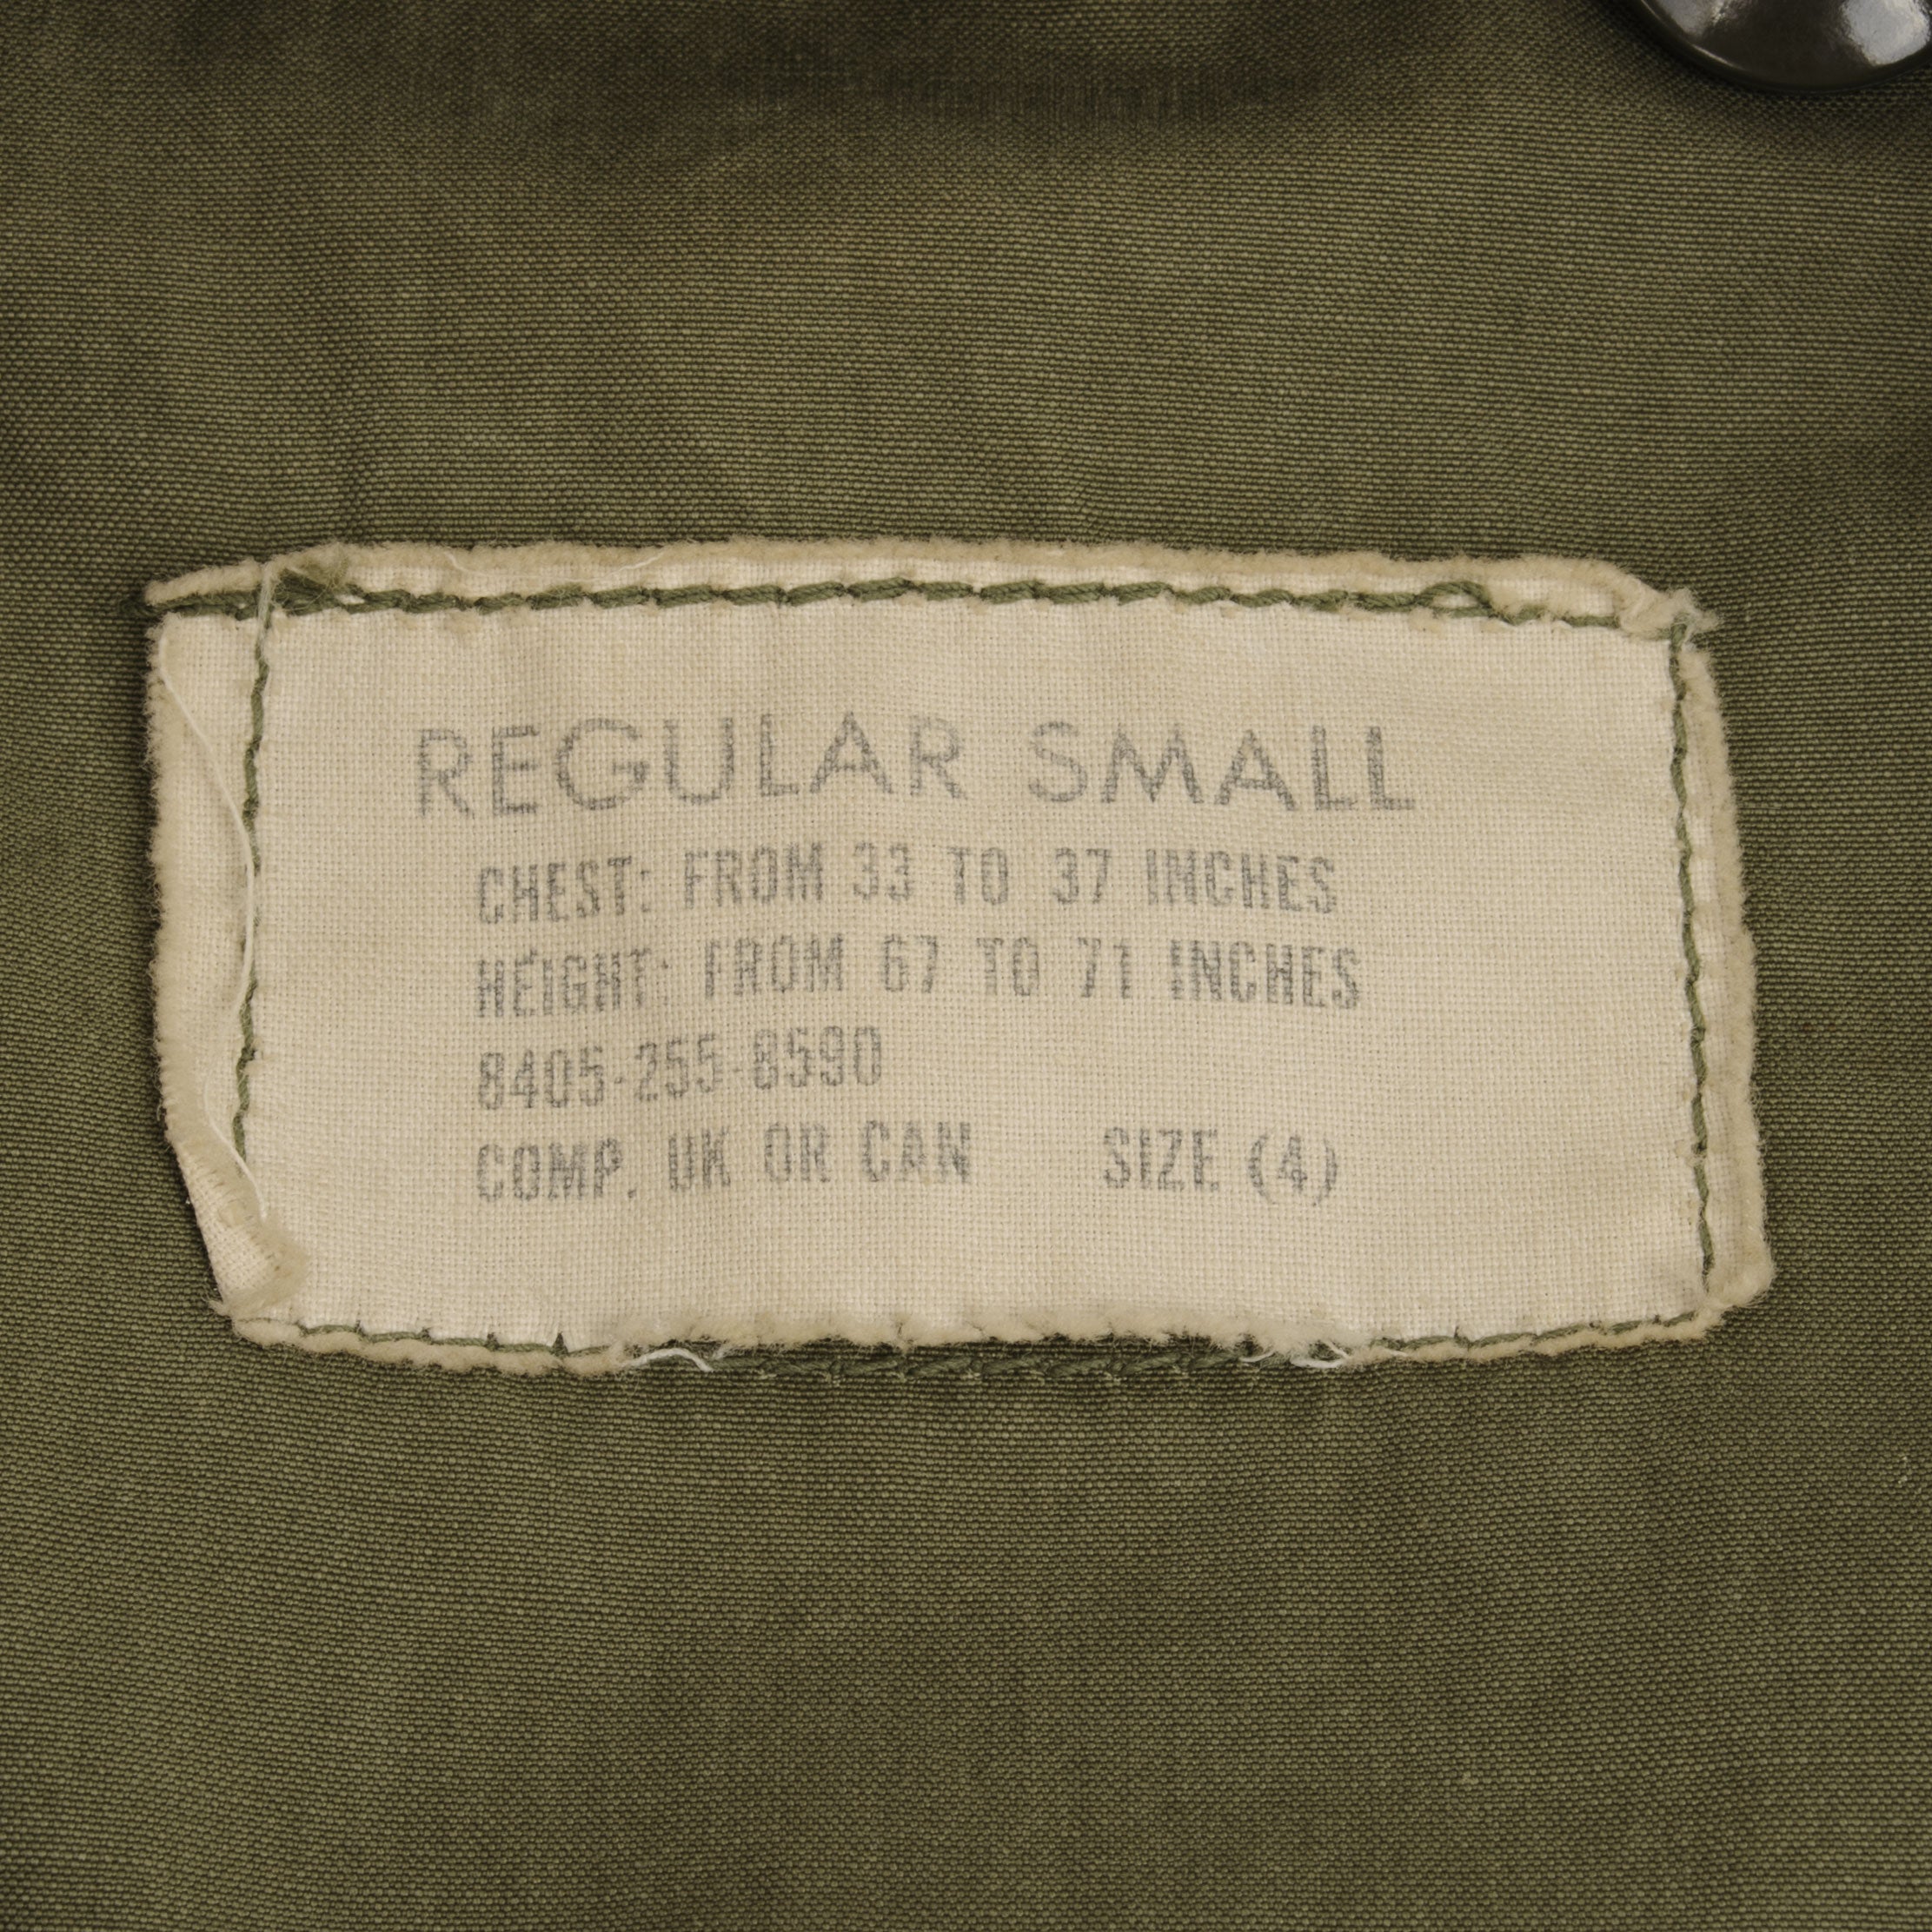 REGULAR SMALL
CHEST: FROM 33 TO 37 INCHES
HEIGHT: FROM 67 TO 71 INCHES
8405-255-8590
COMP. UK OR CAN SIZE (4)